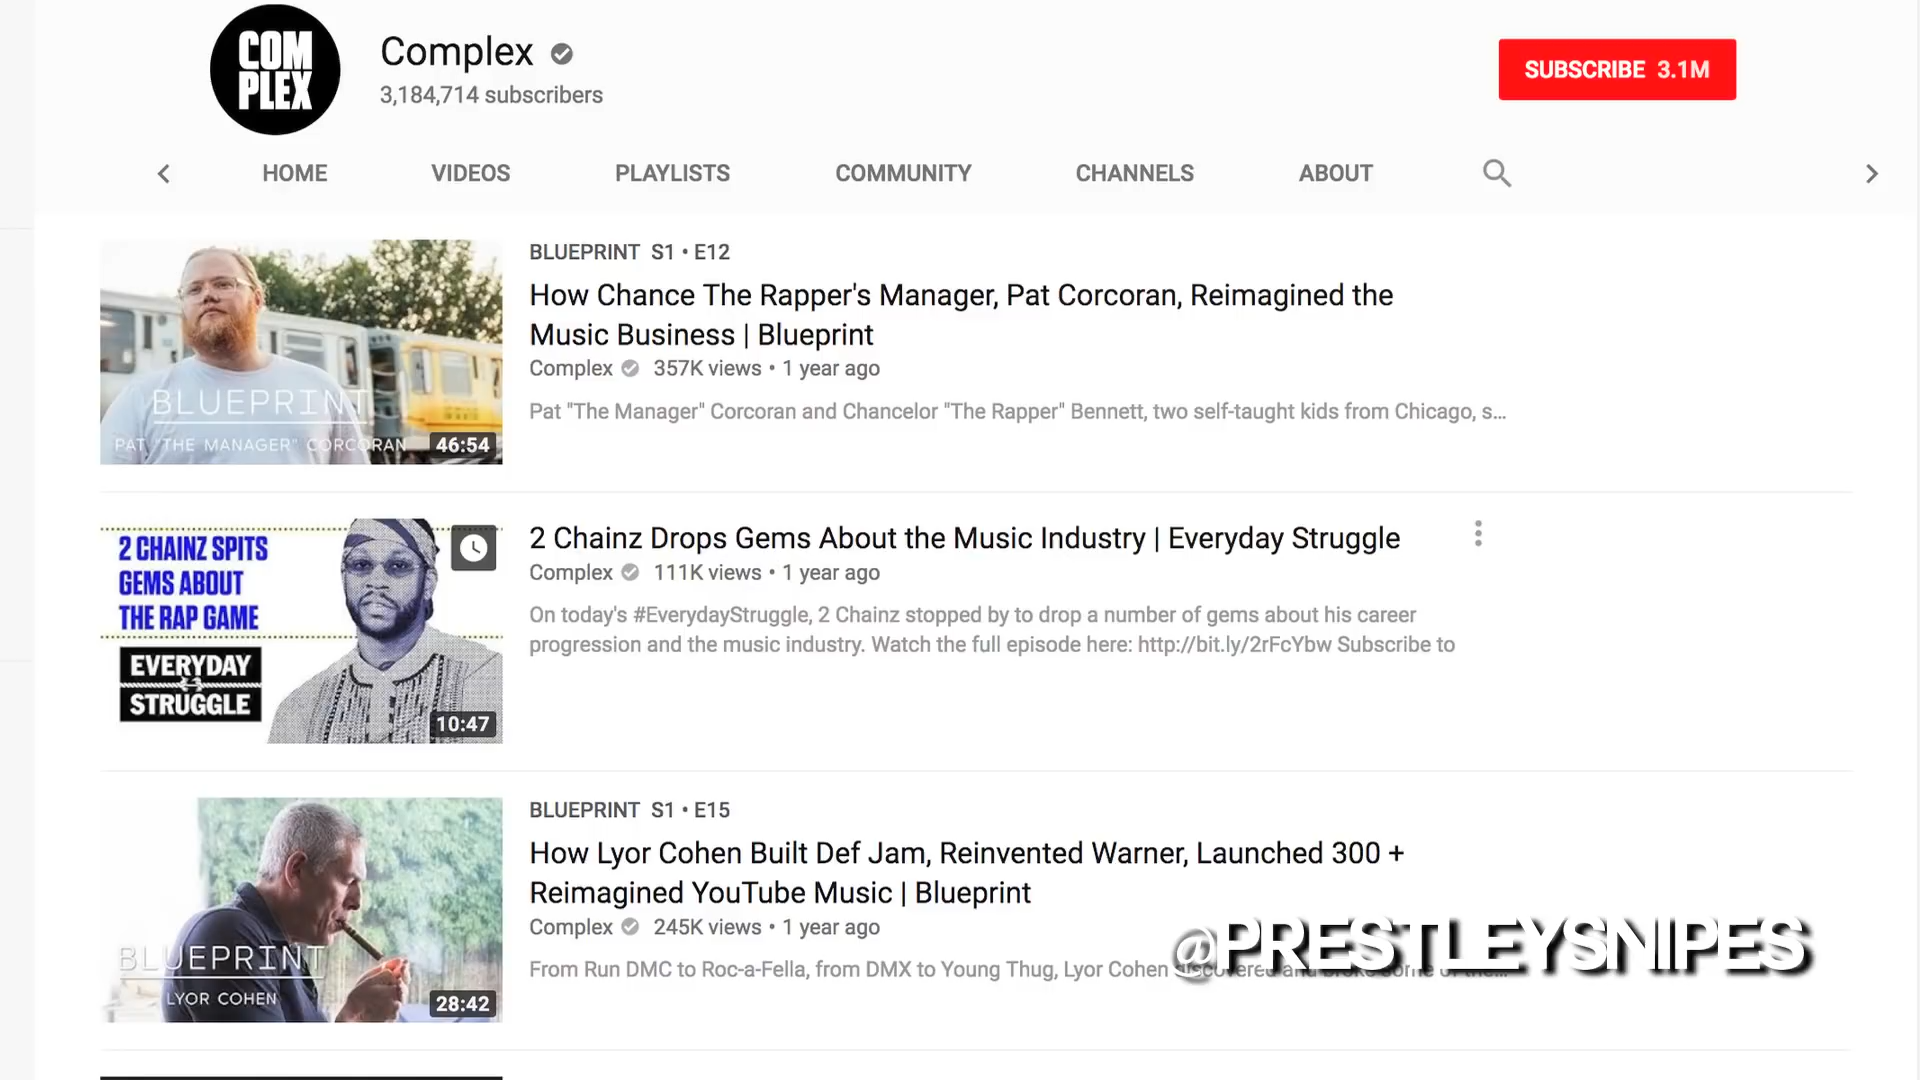 COM
PLEX
Complex
3,184,714 subscribers
SUBSCRIBE 3.1M
HOME VIDEOS PLAYLISTS COMMUNITY CHANNELS ABOUT
BLUEPRINT
PAT "THE MANAGER" CORCORAN
46:54
BLUEPRINT S1 • E12
How Chance The Rapper's Manager, Pat Corcoran, Reimagined the
Music Business | Blueprint
Complex 357K views • 1 year ago
Pat "The Manager" Corcoran and Chancelor "The Rapper" Bennett, two self-taught kids from Chicago, s...
2 CHAINZ SPITS
GEMS ABOUT
THE RAP GAME
EVERYDAY
STRUGGLE
10:47
2 Chainz Drops Gems About the Music Industry | Everyday Struggle
Complex 111K views • 1 year ago
On today's #EverydayStruggle, 2 Chainz stopped by to drop a number of gems about his career
progression and the music industry. Watch the full episode here: http://bit.ly/2rFcYbw Subscribe to
BLUEPRINT
LYOR COHEN
28:42
BLUEPRINT S1 • E15
How Lyor Cohen Built Def Jam, Reinvented Warner, Launched 300 +
Reimagined YouTube Music | Blueprint
Complex 245K views • 1 year ago
From Run DMC to Roc-a-Fella, from DMX to Young Thug, Lyor Cohen discovered and broke some of the...
@PRESTLEYSNIPES